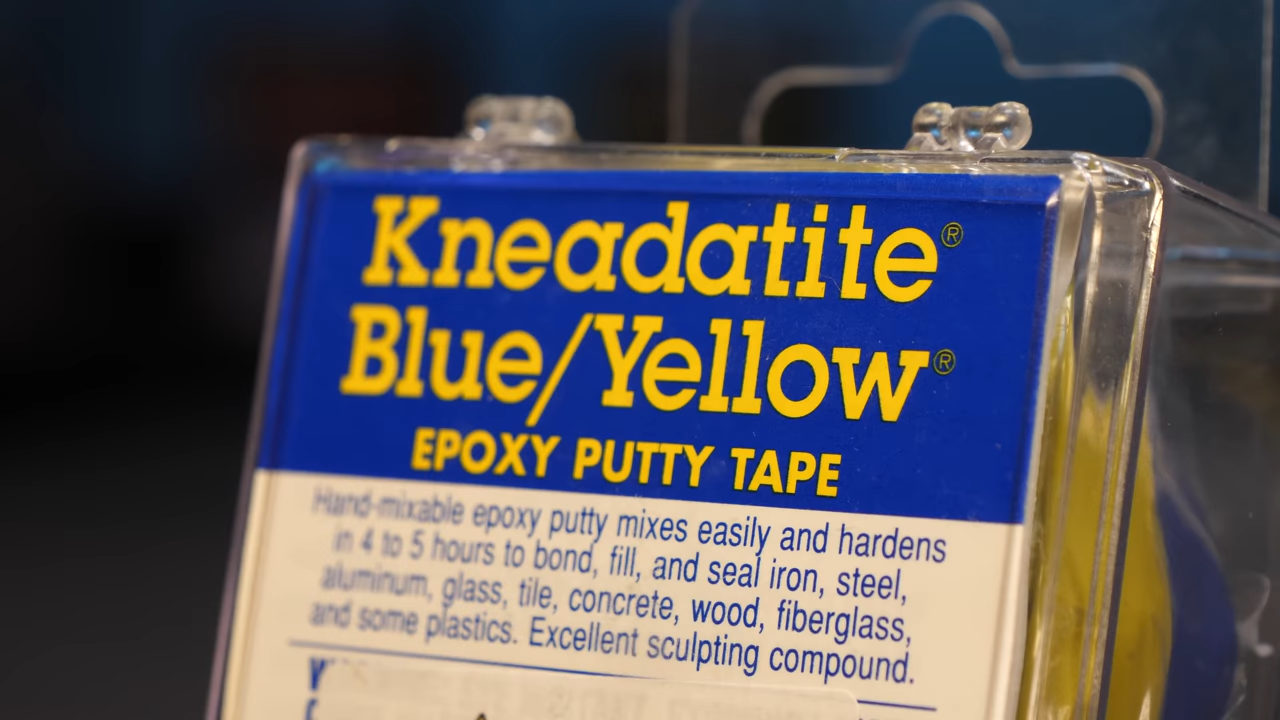 Kneadatite®
Blue/Yellow®
EPOXY PUTTY TAPE
Hand-mixable epoxy putty mixes easily and hardens
in 4 to 5 hours to bond, fill, and seal iron, steel,
aluminum, glass, tile, concrete, wood, fiberglass,
and some plastics. Excellent sculpting compound.